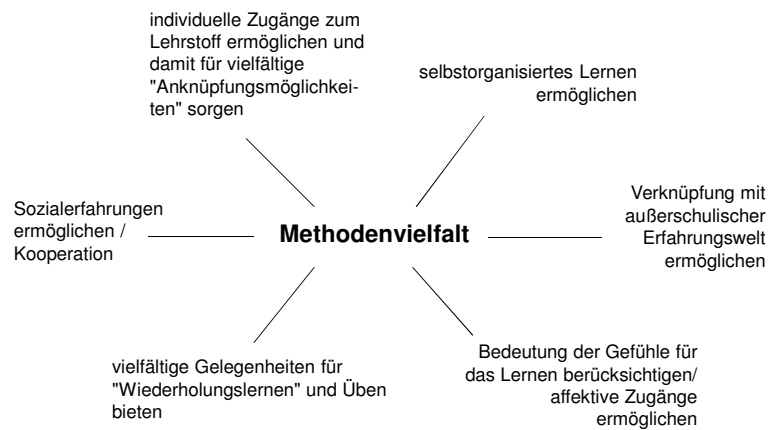 individuelle Zugänge zum
Lehrstoff ermöglichen und
damit für vielfältige
"Anknüpfungsmöglichkei-
ten" sorgen
selbstorganisiertes Lernen
ermöglichen
Sozialerfahrungen
ermöglichen /
Kooperation
Methodenvielfalt
Verknüpfung mit
außerschulischer
Erfahrungswelt
ermöglichen
vielfältige Gelegenheiten für
"Wiederholungslernen" und Üben
bieten
Bedeutung der Gefühle für
das Lernen berücksichtigen/
affektive Zugänge
ermöglichen